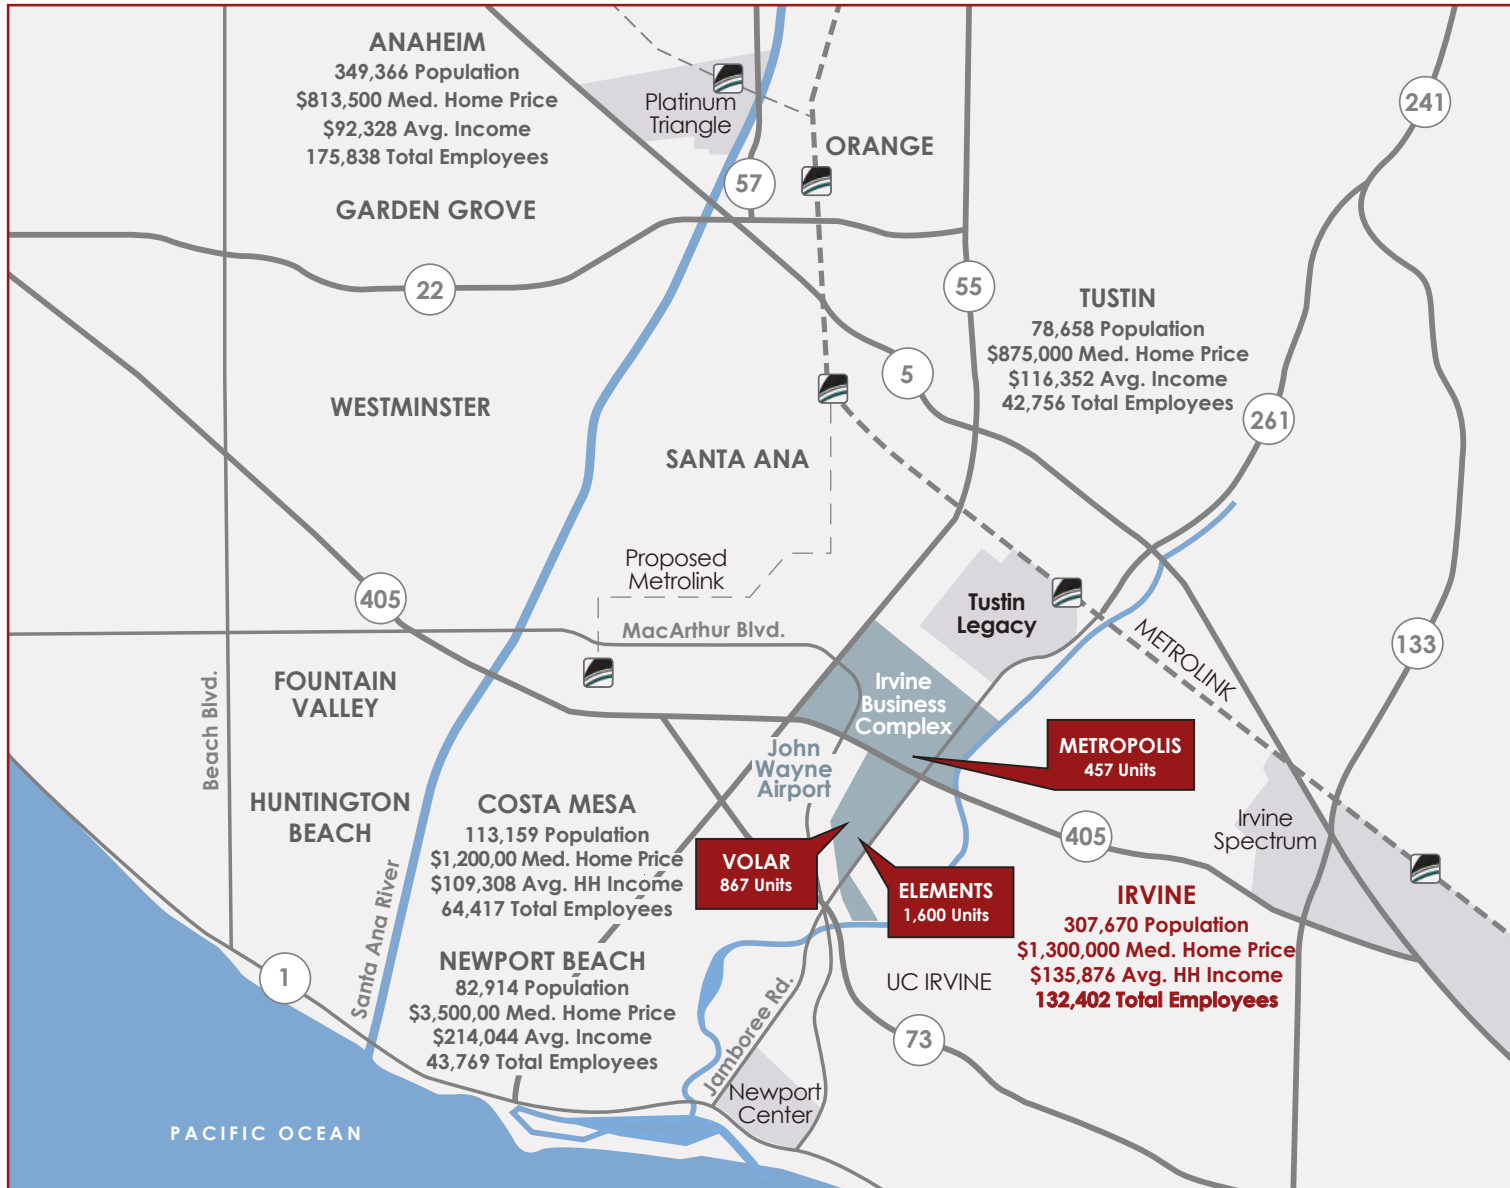 ANAHEIM
349,366 Population
$813,500 Med. Home Price
$92,328 Avg. Income
175,838 Total Employees
Platinum
Triangle
ORANGE
241
57
GARDEN GROVE
22
55
TUSTIN
78,658 Population
$875,000 Med. Home Price
$116,352 Avg. Income
42,756 Total Employees
5
261
WESTMINSTER
SANTA ANA
Proposed
Metrolink
405
MacArthur Blvd.
Tustin
Legacy
METROLINK
133
FOUNTAIN
VALLEY
Beach Blvd.
Irvine
Business
Complex
John
Wayne
Airport
METROPOLIS
457 Units
HUNTINGTON
BEACH
COSTA MESA
113,159 Population
$1,200,00 Med. Home Price
$109,308 Avg. HH Income
64,417 Total Employees
VOLAR
867 Units
ELEMENTS
1,600 Units
405
Irvine
Spectrum
IRVINE
307,670 Population
$1,300,000 Med. Home Price
$135,876 Avg. HH Income
132,402 Total Employees
Santa Ana River
1
NEWPORT BEACH
82,914 Population
$3,500,00 Med. Home Price
$214,044 Avg. Income
43,769 Total Employees
UC IRVINE
Jamboree Rd.
73
Newport
Center
PACIFIC OCEAN